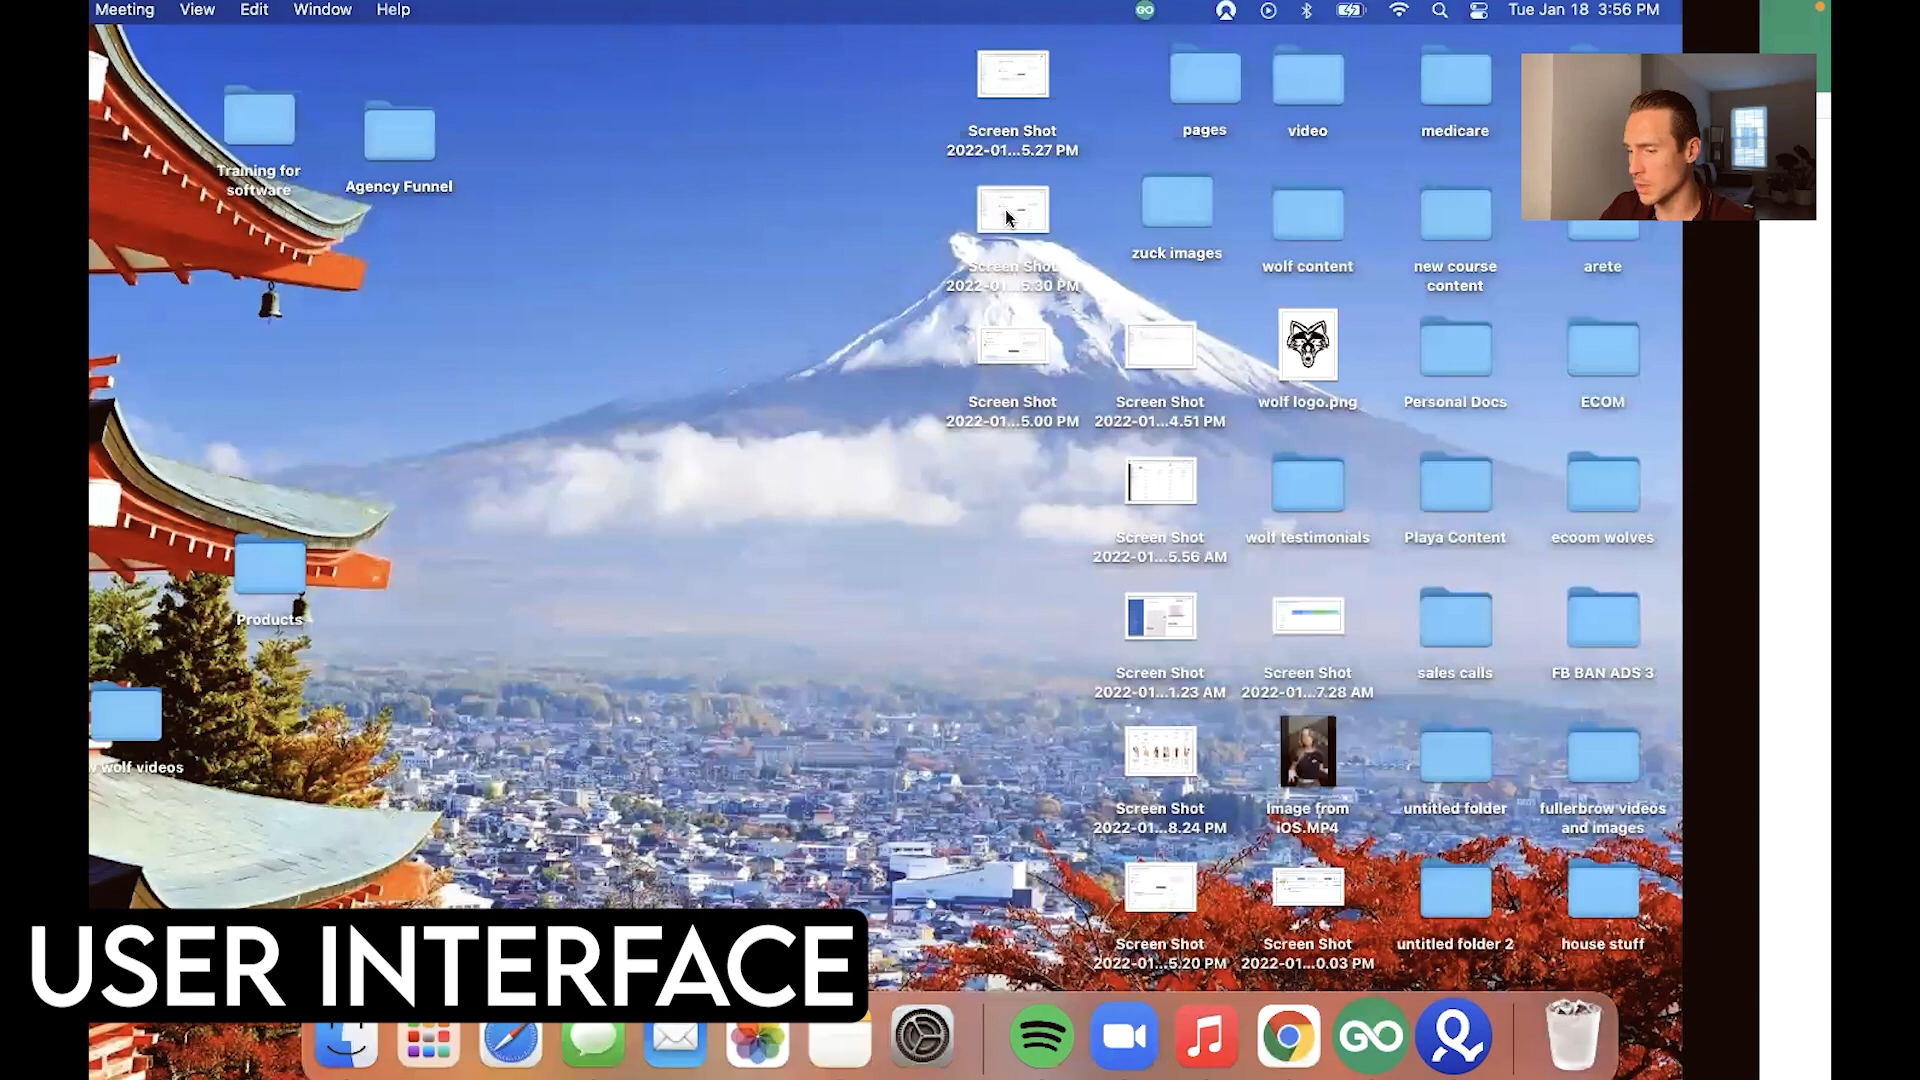 Meeting View Edit Window Help
GO
Tue Jan 18 3:56 PM
Training for
software
Agency Funnel
Screen Shot
2022-01...5.27 PM
pages
video
medicare
Screen Shot
2022-01...5.30 PM
zuck images
wolf content
new course
content
arete
Screen Shot
2022-01...5.00 PM
Screen Shot
2022-01...4.51 PM
wolf logo.png
Personal Docs
ECOM
Screen Shot
2022-01...5.56 AM
wolf testimonials
Playa Content
ecoom wolves
Products
Screen Shot
2022-01...1.23 AM
Screen Shot
2022-01...7.28 AM
sales calls
FB BAN ADS 3
wolf videos
Screen Shot
2022-01...8.24 PM
Image from
iOS.MP4
untitled folder
fullerbrow videos
and images
Screen Shot
2022-01...5.20 PM
Screen Shot
2022-01...0.03 PM
untitled folder 2
house stuff
USER INTERFACE
GO